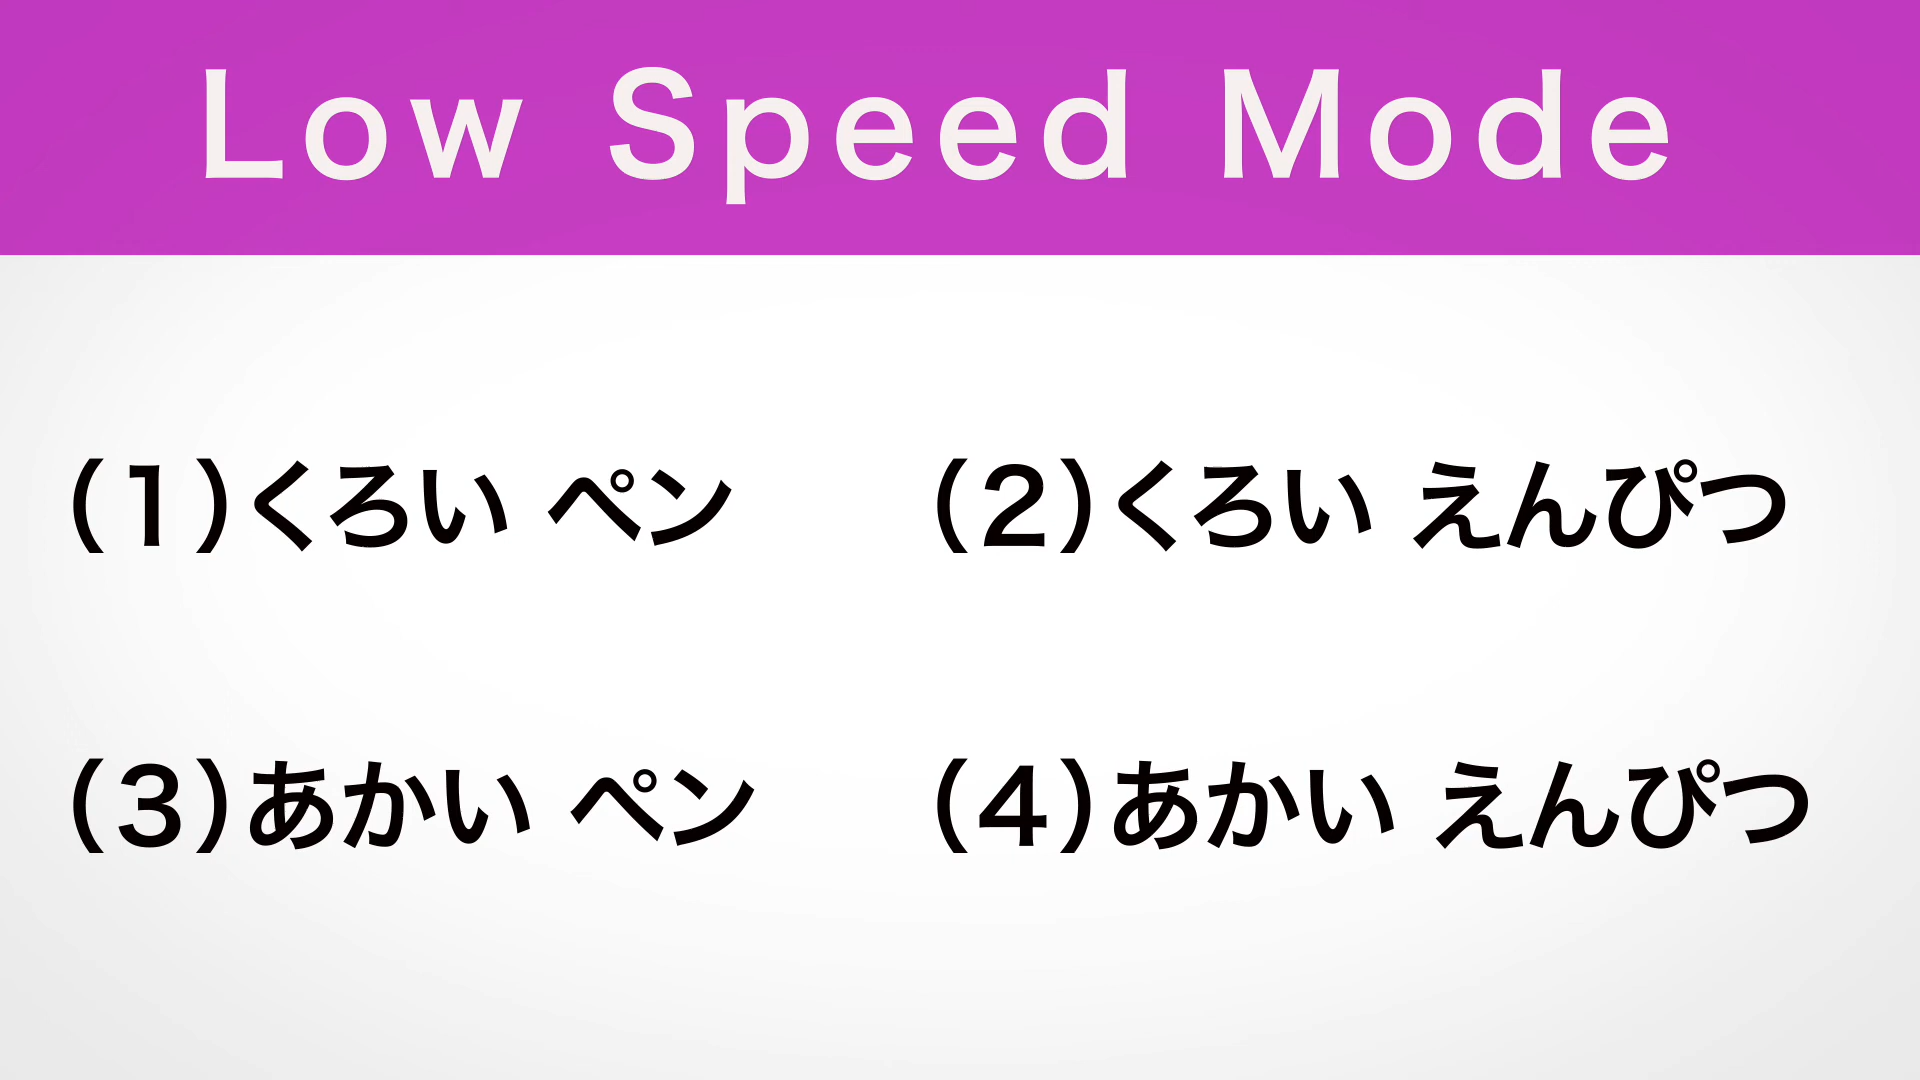 Low Speed Mode
（1）くろい ペン （2）くろい えんぴつ
（3）あかい ペン （4）あかい えんぴつ